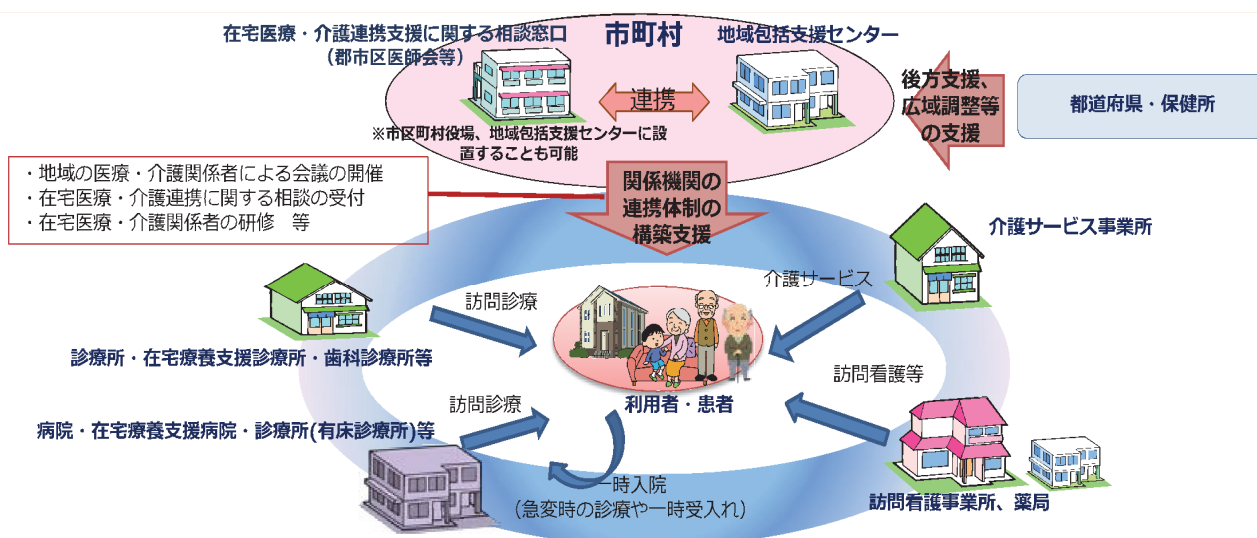 在宅医療・介護連携支援に関する相談窓口
（郡市区医師会等）
市町村
地域包括支援センター
連携
※市区町村役場、地域包括支援センターに設
置することも可能
後方支援、
広域調整等
の支援
都道府県・保健所
・地域の医療・介護関係者による会議の開催
・在宅医療・介護連携に関する相談の受付
・在宅医療・介護関係者の研修　等
関係機関の
連携体制の
構築支援
介護サービス事業所
介護サービス
訪問診療
診療所・在宅療養支援診療所・歯科診療所等
利用者・患者
訪問看護等
訪問診療
病院・在宅療養支援病院・診療所(有床診療所)等
一時入院
（急変時の診療や一時受入れ）
訪問看護事業所、薬局